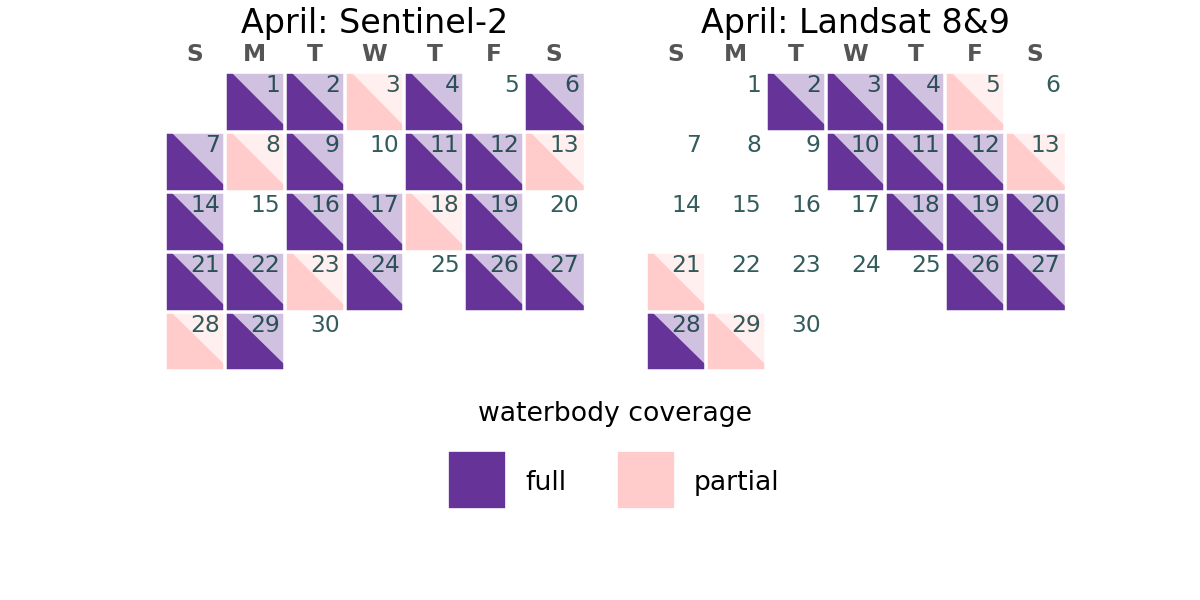 April: Sentinel-2
S M T W T F S
1 2 3 4 5 6
7 8 9 10 11 12 13
14 15 16 17 18 19 20
21 22 23 24 25 26 27
28 29 30
April: Landsat 8&9
S M T W T F S
1 2 3 4 5 6
7 8 9 10 11 12 13
14 15 16 17 18 19 20
21 22 23 24 25 26 27
28 29 30
waterbody coverage
full partial